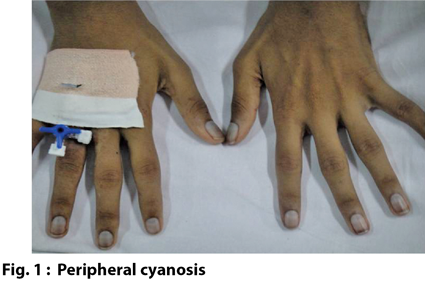 Fig. 1 : Peripheral cyanosis